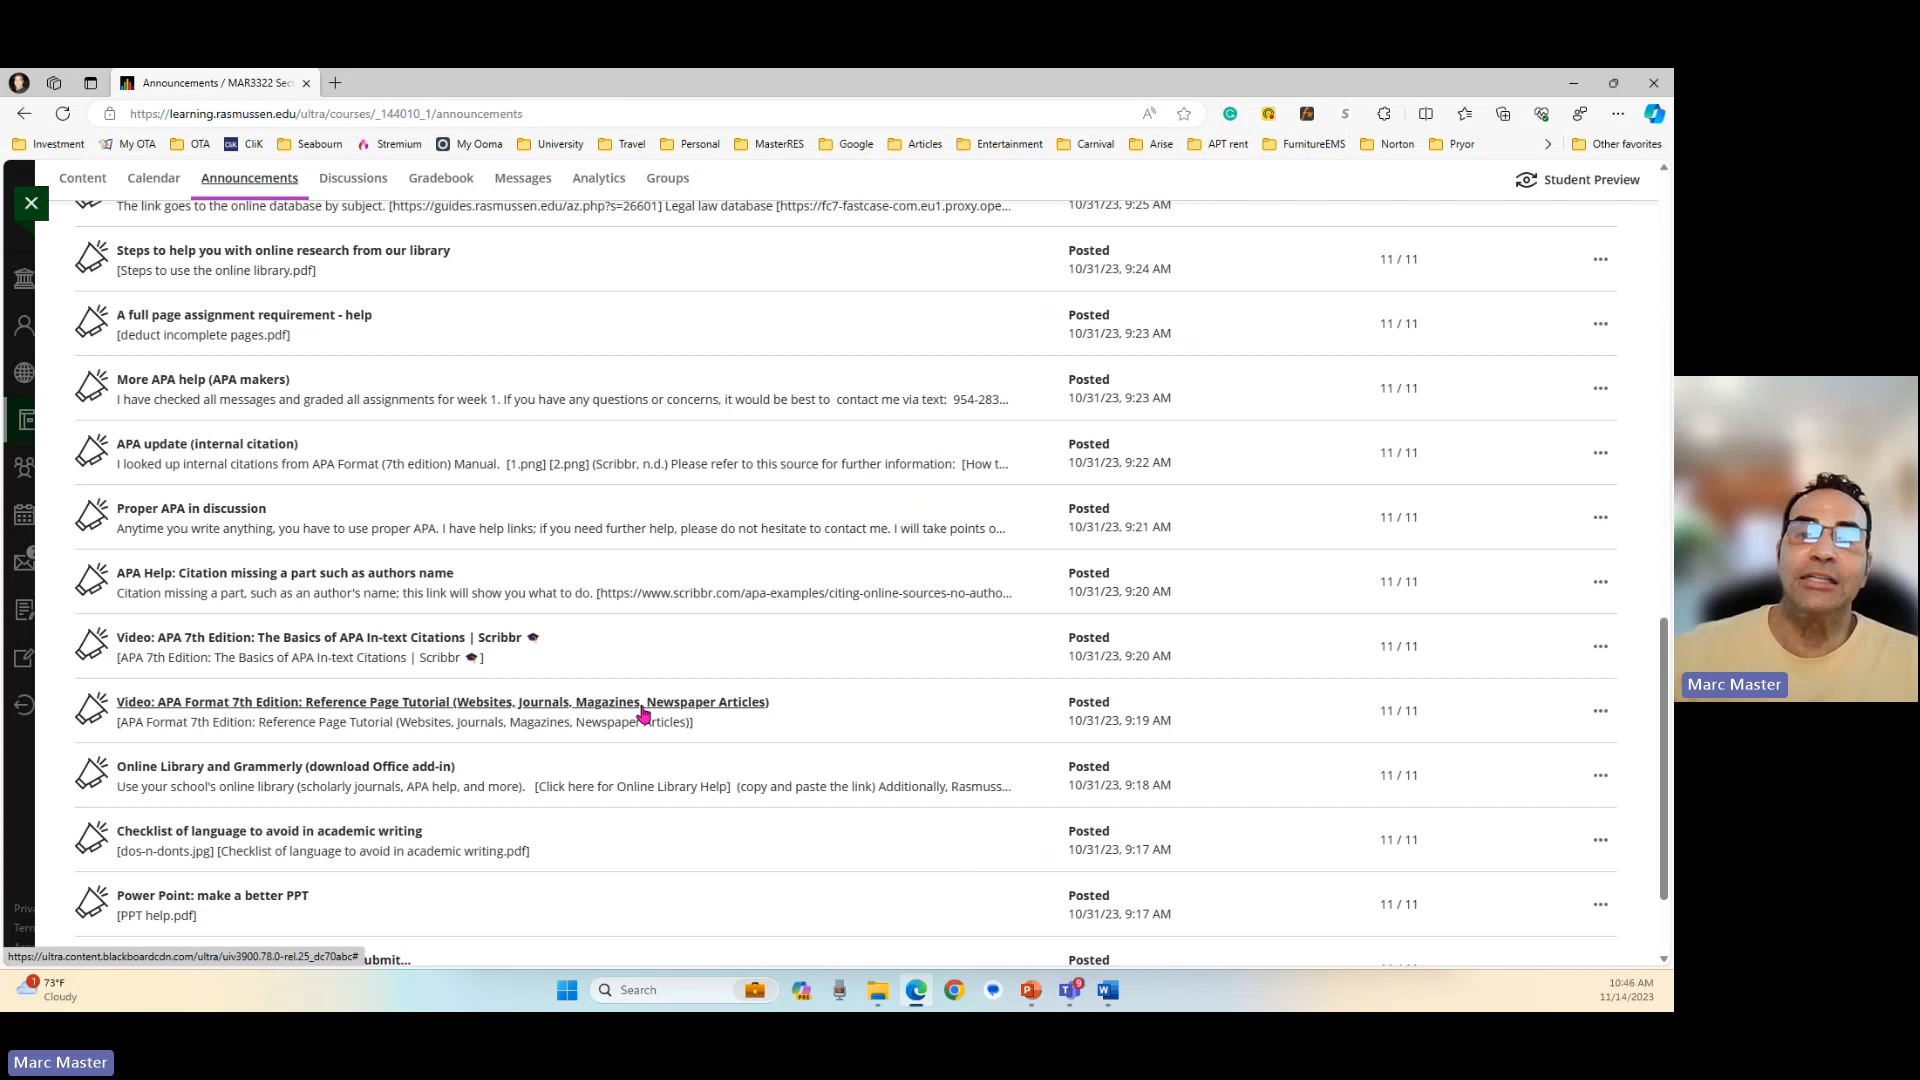 Announcements / MAR3322 Sect
https://learning.rasmussen.edu/ultra/courses/_144010_1/announcements
Investment My OTA OTA CliK Seabourn Stremium My Ooma University Travel Personal MasterRES Google Articles Entertainment Carnival Arise APT rent FurnitureEMS Norton Pryor Other favorites
Content Calendar Announcements Discussions Gradebook Messages Analytics Groups Student Preview
The link goes to the online database by subject. [https://guides.rasmussen.edu/az.php?s=26601] Legal law database [https://fc7-fastcase-com.eu1.proxy.ope... 10/31/23, 9:25 AM
Steps to help you with online research from our library Posted
[Steps to use the online library.pdf] 10/31/23, 9:24 AM 11 / 11
A full page assignment requirement - help Posted
[deduct incomplete pages.pdf] 10/31/23, 9:23 AM 11 / 11
More APA help (APA makers) Posted
I have checked all messages and graded all assignments for week 1. If you have any questions or concerns, it would be best to contact me via text: 954-283... 10/31/23, 9:23 AM 11 / 11
APA update (internal citation) Posted
I looked up internal citations from APA Format (7th edition) Manual. [1.png] [2.png] (Scribbr, n.d.) Please refer to this source for further information: [How t... 10/31/23, 9:22 AM 11 / 11
Proper APA in discussion Posted
Anytime you write anything, you have to use proper APA. I have help links; if you need further help, please do not hesitate to contact me. I will take points o... 10/31/23, 9:21 AM 11 / 11
APA Help: Citation missing a part such as authors name Posted
Citation missing a part, such as an author's name; this link will show you what to do. [https://www.scribbr.com/apa-examples/citing-online-sources-no-autho... 10/31/23, 9:20 AM 11 / 11
Video: APA 7th Edition: The Basics of APA In-text Citations | Scribbr 🎓 Posted
[APA 7th Edition: The Basics of APA In-text Citations | Scribbr 🎓 ] 10/31/23, 9:20 AM 11 / 11
Video: APA Format 7th Edition: Reference Page Tutorial (Websites, Journals, Magazines, Newspaper Articles) Posted
[APA Format 7th Edition: Reference Page Tutorial (Websites, Journals, Magazines, Newspaper Articles)] 10/31/23, 9:19 AM 11 / 11
Online Library and Grammerly (download Office add-in) Posted
Use your school's online library (scholarly journals, APA help, and more). [Click here for Online Library Help] (copy and paste the link) Additionally, Rasmuss... 10/31/23, 9:18 AM 11 / 11
Checklist of language to avoid in academic writing Posted
[dos-n-donts.jpg] [Checklist of language to avoid in academic writing.pdf] 10/31/23, 9:17 AM 11 / 11
Power Point: make a better PPT Posted
[PPT help.pdf] 10/31/23, 9:17 AM 11 / 11
Priv
Tern
https://ultra.content.blackboardcdn.com/ultra/uiv3900.78.0-rel.25_dc70abc# ubmit... Posted
73°F
Cloudy
Search
10:46 AM
11/14/2023
Marc Master
Marc Master